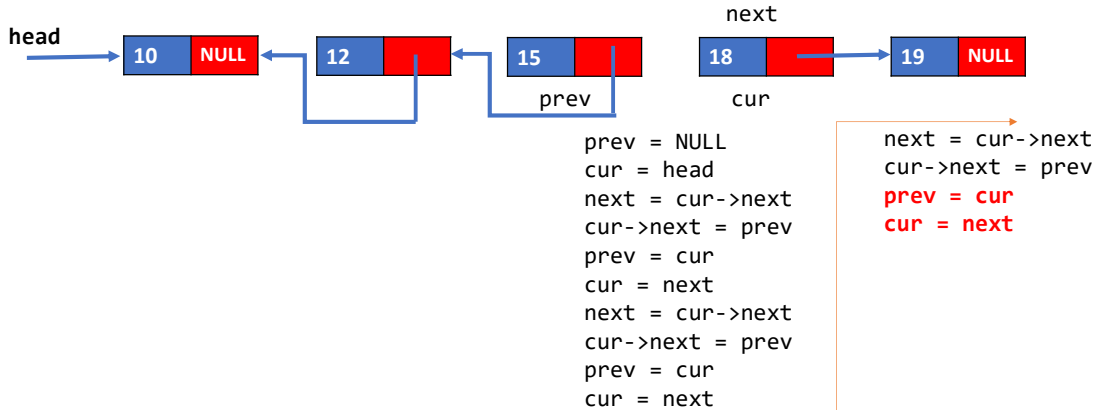 next
head
10 NULL
12
15
18
19 NULL
prev
cur
prev = NULL
cur = head
next = cur->next
cur->next = prev
prev = cur
cur = next
next = cur->next
cur->next = prev
prev = cur
cur = next
next = cur->next
cur->next = prev
prev = cur
cur = next